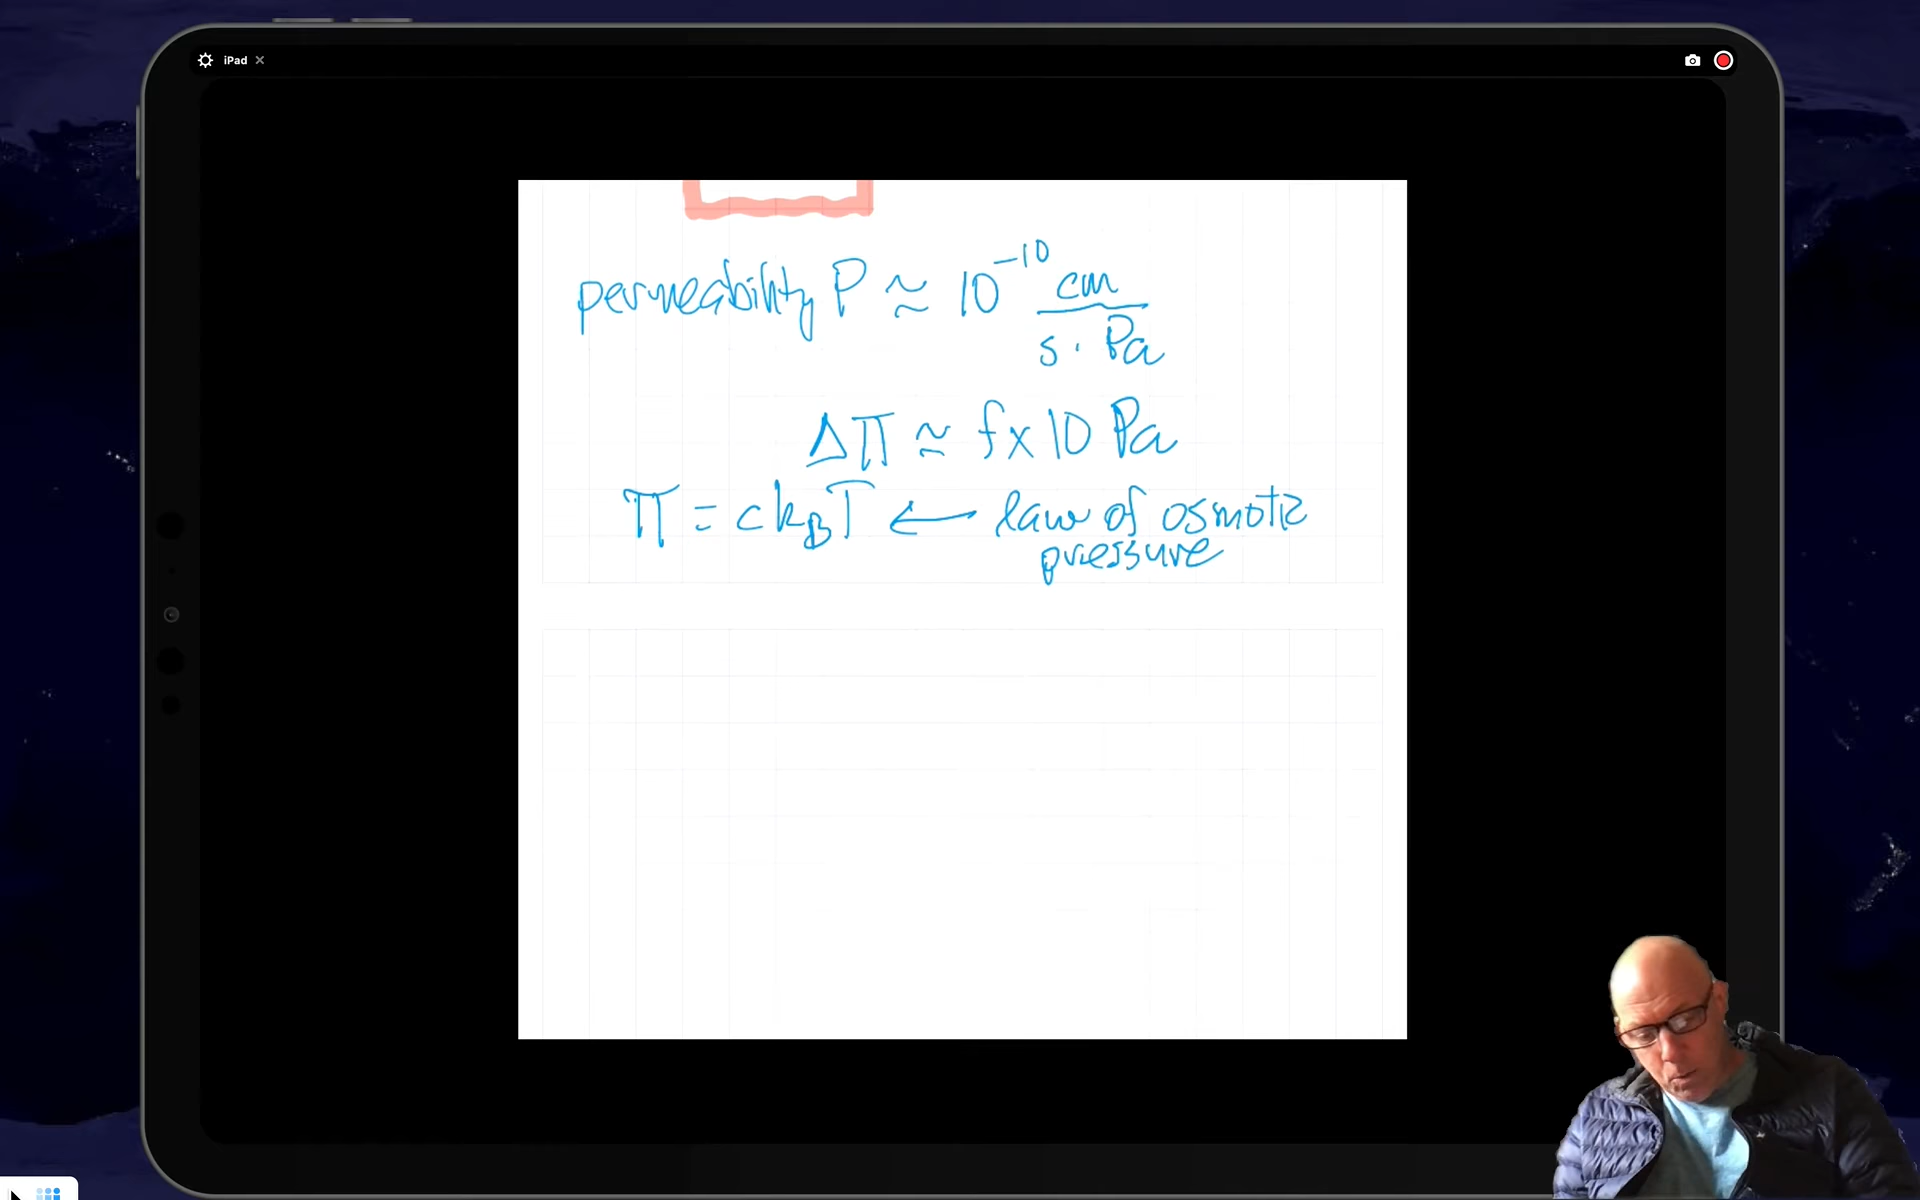 iPad
permeability P ≈ 10⁻¹⁰ cm / s · Pa
ΔΠ ≈ f x 10 Pa
Π = ck_BT ← law of osmotic
pressure